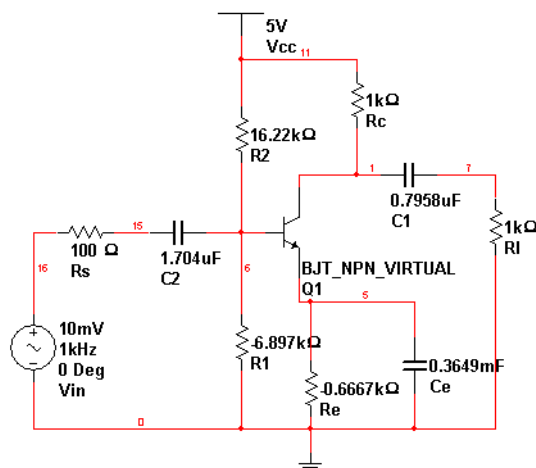 5V
Vcc
11
1kΩ
Rc
16.22kΩ
R2
1
7
0.7958uF
C1
1kΩ
Rl
15
100 Ω
Rs
1.704uF
C2
16
6
BJT_NPN_VIRTUAL
Q1
5
10mV
1kHz
0 Deg
Vin
-6.897kΩ
R1
-0.6667kΩ
Re
0.3649mF
Ce
0